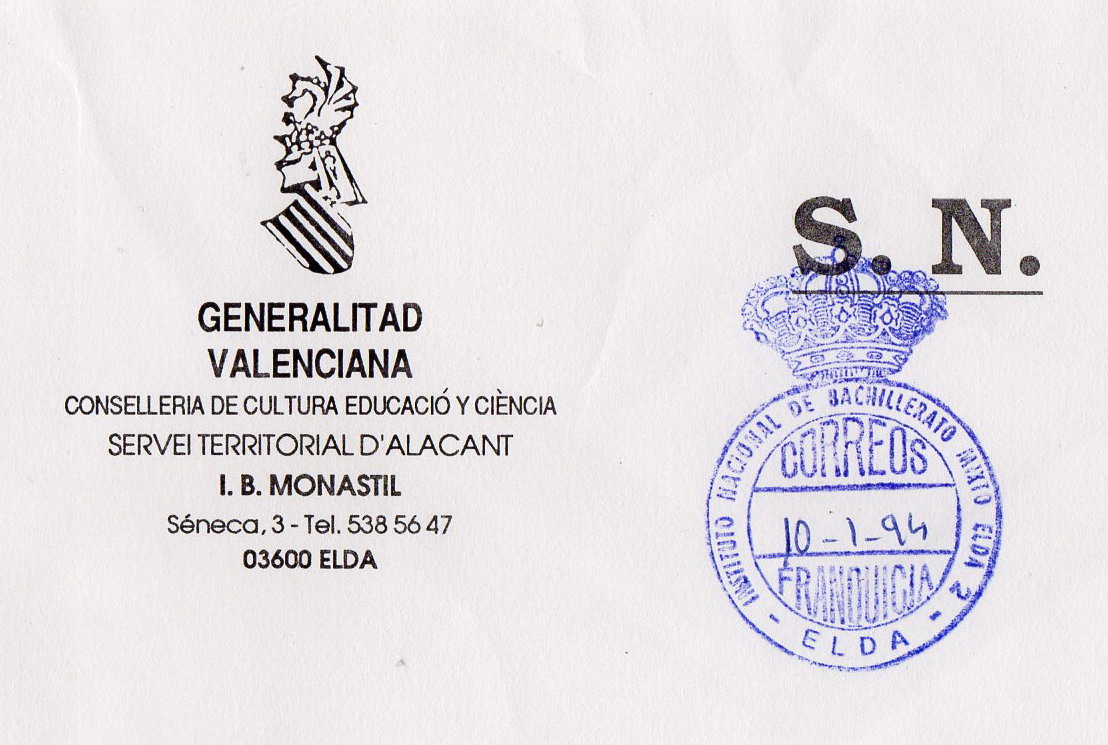 GENERALITAD
VALENCIANA
CONSELLERIA DE CULTURA EDUCACIÓ Y CIÈNCIA
SERVEI TERRITORIAL D'ALACANT
I. B. MONASTIL
Séneca, 3 - Tel. 538 56 47
03600 ELDA
S. N.
INSTITUTO NACIONAL DE BACHILLERATO MIXTO ELDA 2
CORREOS
10-1-94
FRANQUICIA
- ELDA -